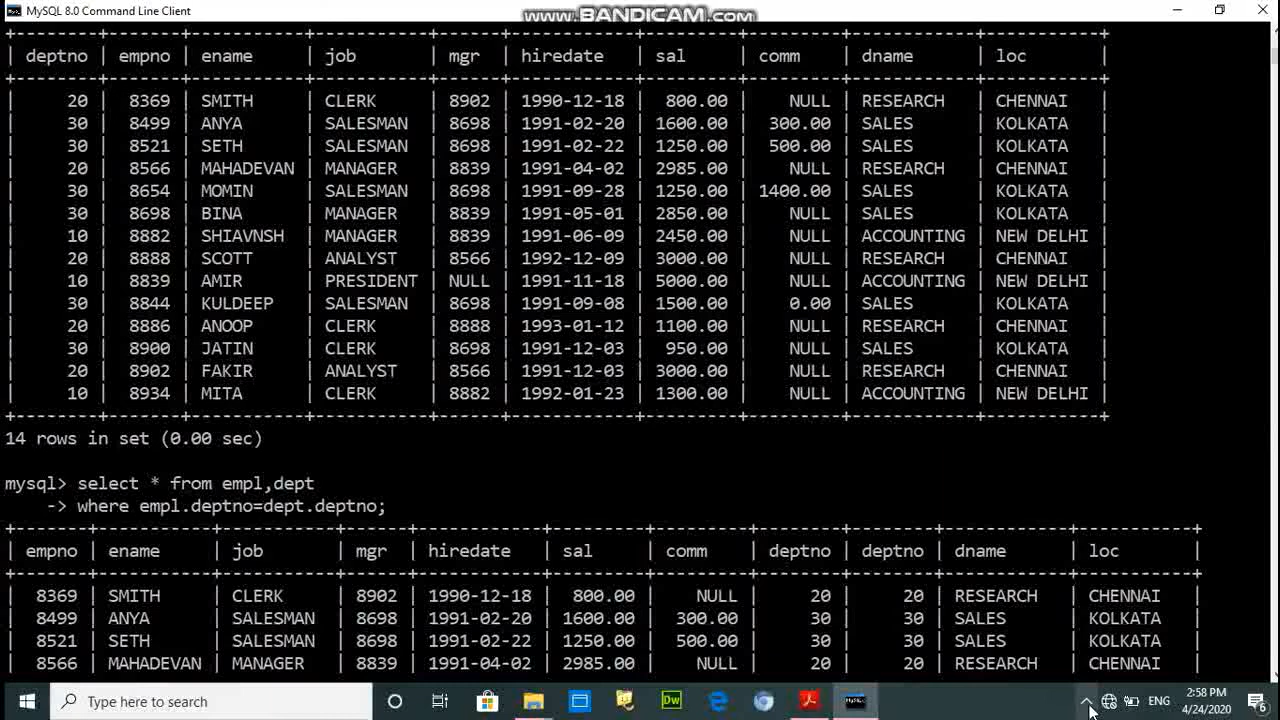 MySQL 8.0 Command Line Client
www.BANDICAM.com
| deptno | empno | ename | job | mgr | hiredate | sal | comm | dname | loc |
| 20 | 8369 | SMITH | CLERK | 8902 | 1990-12-18 | 800.00 | NULL | RESEARCH | CHENNAI |
| 30 | 8499 | ANYA | SALESMAN | 8698 | 1991-02-20 | 1600.00 | 300.00 | SALES | KOLKATA |
| 30 | 8521 | SETH | SALESMAN | 8698 | 1991-02-22 | 1250.00 | 500.00 | SALES | KOLKATA |
| 20 | 8566 | MAHADEVAN | MANAGER | 8839 | 1991-04-02 | 2985.00 | NULL | RESEARCH | CHENNAI |
| 30 | 8654 | MOMIN | SALESMAN | 8698 | 1991-09-28 | 1250.00 | 1400.00 | SALES | KOLKATA |
| 30 | 8698 | BINA | MANAGER | 8839 | 1991-05-01 | 2850.00 | NULL | SALES | KOLKATA |
| 10 | 8882 | SHIAVNSH | MANAGER | 8839 | 1991-06-09 | 2450.00 | NULL | ACCOUNTING | NEW DELHI |
| 20 | 8888 | SCOTT | ANALYST | 8566 | 1992-12-09 | 3000.00 | NULL | RESEARCH | CHENNAI |
| 10 | 8839 | AMIR | PRESIDENT | NULL | 1991-11-18 | 5000.00 | NULL | ACCOUNTING | NEW DELHI |
| 30 | 8844 | KULDEEP | SALESMAN | 8698 | 1991-09-08 | 1500.00 | 0.00 | SALES | KOLKATA |
| 20 | 8886 | ANOOP | CLERK | 8888 | 1993-01-12 | 1100.00 | NULL | RESEARCH | CHENNAI |
| 30 | 8900 | JATIN | CLERK | 8698 | 1991-12-03 | 950.00 | NULL | SALES | KOLKATA |
| 20 | 8902 | FAKIR | ANALYST | 8566 | 1991-12-03 | 3000.00 | NULL | RESEARCH | CHENNAI |
| 10 | 8934 | MITA | CLERK | 8882 | 1992-01-23 | 1300.00 | NULL | ACCOUNTING | NEW DELHI |
14 rows in set (0.00 sec)
mysql> select * from empl,dept
-> where empl.deptno=dept.deptno;
| empno | ename | job | mgr | hiredate | sal | comm | deptno | deptno | dname | loc |
| 8369 | SMITH | CLERK | 8902 | 1990-12-18 | 800.00 | NULL | 20 | 20 | RESEARCH | CHENNAI |
| 8499 | ANYA | SALESMAN | 8698 | 1991-02-20 | 1600.00 | 300.00 | 30 | 30 | SALES | KOLKATA |
| 8521 | SETH | SALESMAN | 8698 | 1991-02-22 | 1250.00 | 500.00 | 30 | 30 | SALES | KOLKATA |
| 8566 | MAHADEVAN | MANAGER | 8839 | 1991-04-02 | 2985.00 | NULL | 20 | 20 | RESEARCH | CHENNAI |
Type here to search
Dw
ENG
2:58 PM
4/24/2020
6